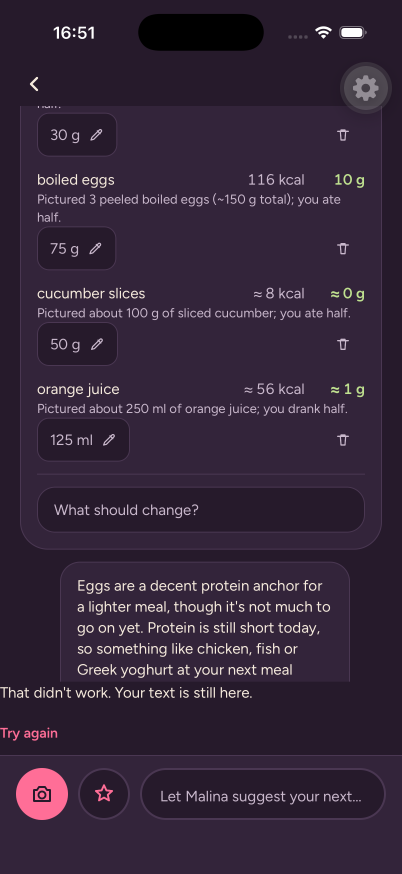 16:51
half.
30 g
boiled eggs 116 kcal 10 g
Pictured 3 peeled boiled eggs (~150 g total); you ate
half.
75 g
cucumber slices ≈ 8 kcal ≈ 0 g
Pictured about 100 g of sliced cucumber; you ate half.
50 g
orange juice ≈ 56 kcal ≈ 1 g
Pictured about 250 ml of orange juice; you drank half.
125 ml
What should change?
Eggs are a decent protein anchor for
a lighter meal, though it's not much to
go on yet. Protein is still short today,
so something like chicken, fish or
Greek yoghurt at your next meal
That didn't work. Your text is still here.
Try again
Let Malina suggest your next...